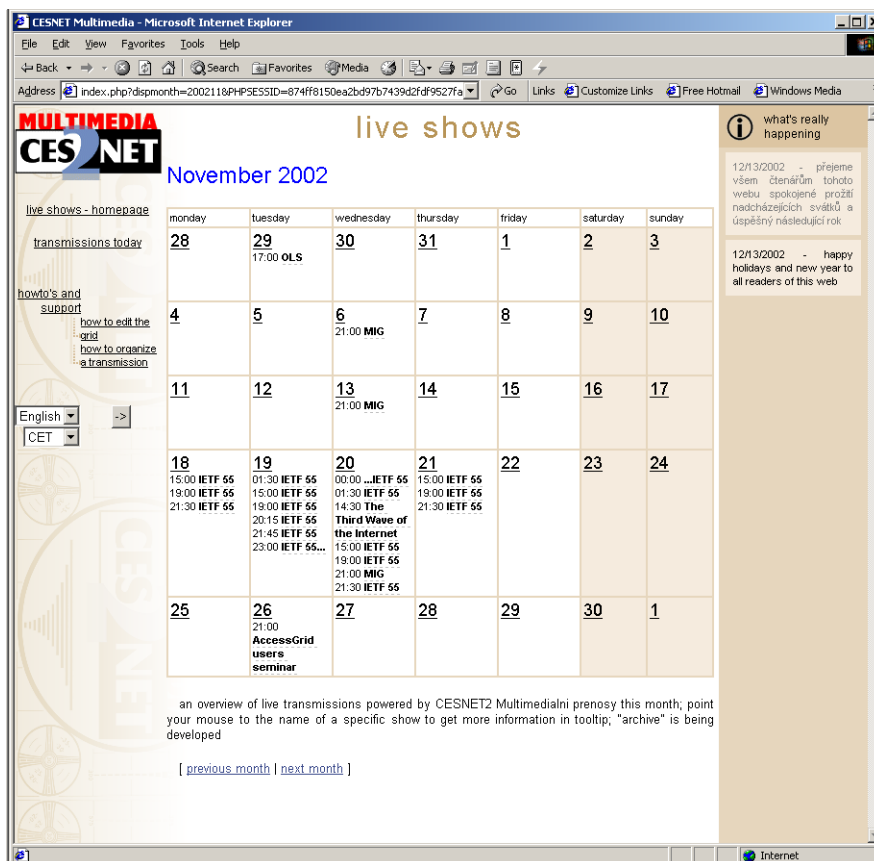 CESNET Multimedia - Microsoft Internet Explorer
File Edit View Favorites Tools Help
Back Search Favorites Media
Address index.php?dispmonth=200211&PHPSESSID=874ff8150ea2bd97b7439d2fdf9527fa Go Links Customize Links Free Hotmail Windows Media
MULTIMEDIA
CES2NET
live shows
November 2002
live shows - homepage
transmissions today
howto's and
support
how to edit the
grid
how to organize
a transmission
English ->
CET
monday tuesday wednesday thursday friday saturday sunday
28 29 30 31 1 2 3
17:00 OLS
4 5 6 7 8 9 10
21:00 MIG
11 12 13 14 15 16 17
21:00 MIG
18 19 20 21 22 23 24
15:00 IETF 55 01:30 IETF 55 00:00 ...IETF 55 15:00 IETF 55
19:00 IETF 55 15:00 IETF 55 01:30 IETF 55 19:00 IETF 55
21:30 IETF 55 19:00 IETF 55 14:30 The 21:30 IETF 55
20:15 IETF 55 Third Wave of
21:45 IETF 55 the Internet
23:00 IETF 55... 15:00 IETF 55
19:00 IETF 55
21:00 MIG
21:30 IETF 55
25 26 27 28 29 30 1
21:00
AccessGrid
users
seminar
an overview of live transmissions powered by CESNET2 Multimedialni prenosy this month; point
your mouse to the name of a specific show to get more information in tooltip; "archive" is being
developed
[ previous month | next month ]
what's really
happening
12/13/2002 - přejeme
všem čtenářům tohoto
webu spokojené prožití
nadcházejících svátků a
úspěšný následující rok
12/13/2002 - happy
holidays and new year to
all readers of this web
Internet